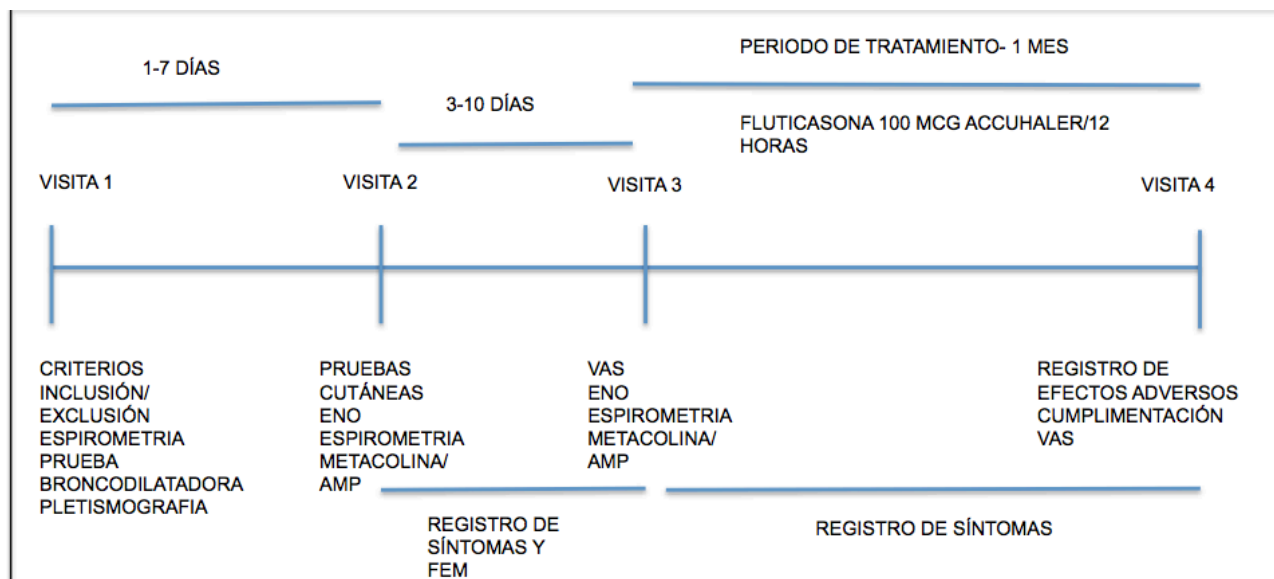 PERIODO DE TRATAMIENTO- 1 MES
1-7 DÍAS
3-10 DÍAS
FLUTICASONA 100 MCG ACCUHALER/12
HORAS
VISITA 1
VISITA 2
VISITA 3
VISITA 4
CRITERIOS
INCLUSIÓN/
EXCLUSIÓN
ESPIROMETRIA
PRUEBA
BRONCODILATADORA
PLETISMOGRAFIA
PRUEBAS
CUTÁNEAS
ENO
ESPIROMETRIA
METACOLINA/
AMP
VAS
ENO
ESPIROMETRIA
METACOLINA/
AMP
REGISTRO DE
EFECTOS ADVERSOS
CUMPLIMENTACIÓN
VAS
REGISTRO DE
SÍNTOMAS Y
FEM
REGISTRO DE SÍNTOMAS